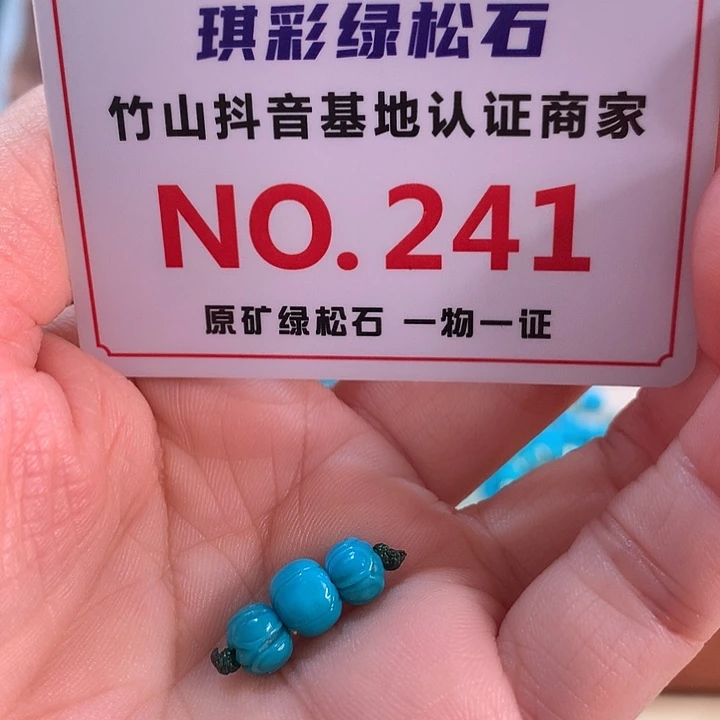 琪彩绿松石
竹山抖音基地认证商家
NO.241
原矿绿松石 一物一证